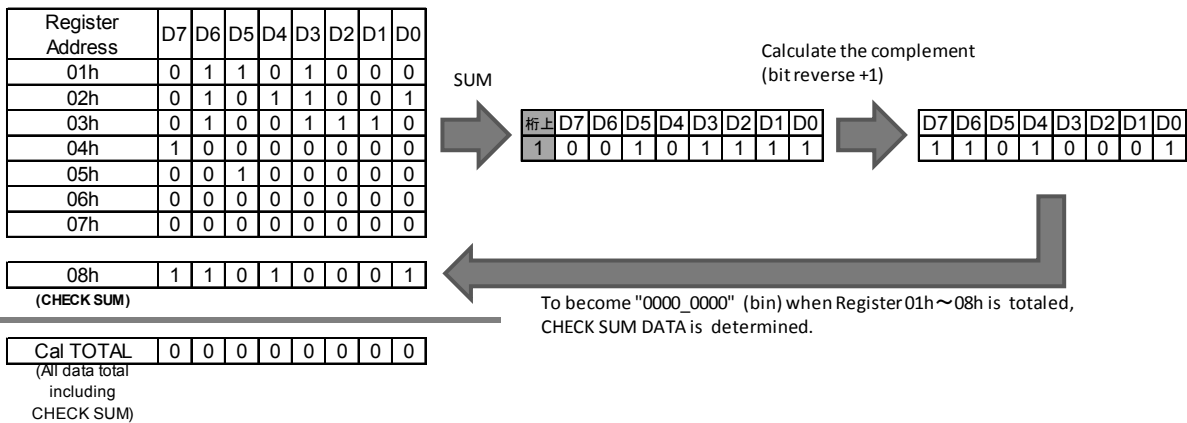 Register Address D7 D6 D5 D4 D3 D2 D1 D0
01h 0 1 1 0 1 0 0 0
02h 0 1 0 1 1 0 0 1
03h 0 1 0 0 1 1 1 0
04h 1 0 0 0 0 0 0 0
05h 0 0 1 0 0 0 0 0
06h 0 0 0 0 0 0 0 0
07h 0 0 0 0 0 0 0 0
08h 1 1 0 1 0 0 0 1
(CHECK SUM)
Cal TOTAL 0 0 0 0 0 0 0 0
(All data total
including
CHECK SUM)
SUM
桁上 D7 D6 D5 D4 D3 D2 D1 D0
1 0 0 1 0 1 1 1 1
Calculate the complement
(bit reverse +1)
D7 D6 D5 D4 D3 D2 D1 D0
1 1 0 1 0 0 0 1
To become "0000_0000" (bin) when Register 01h～08h is totaled,
CHECK SUM DATA is determined.